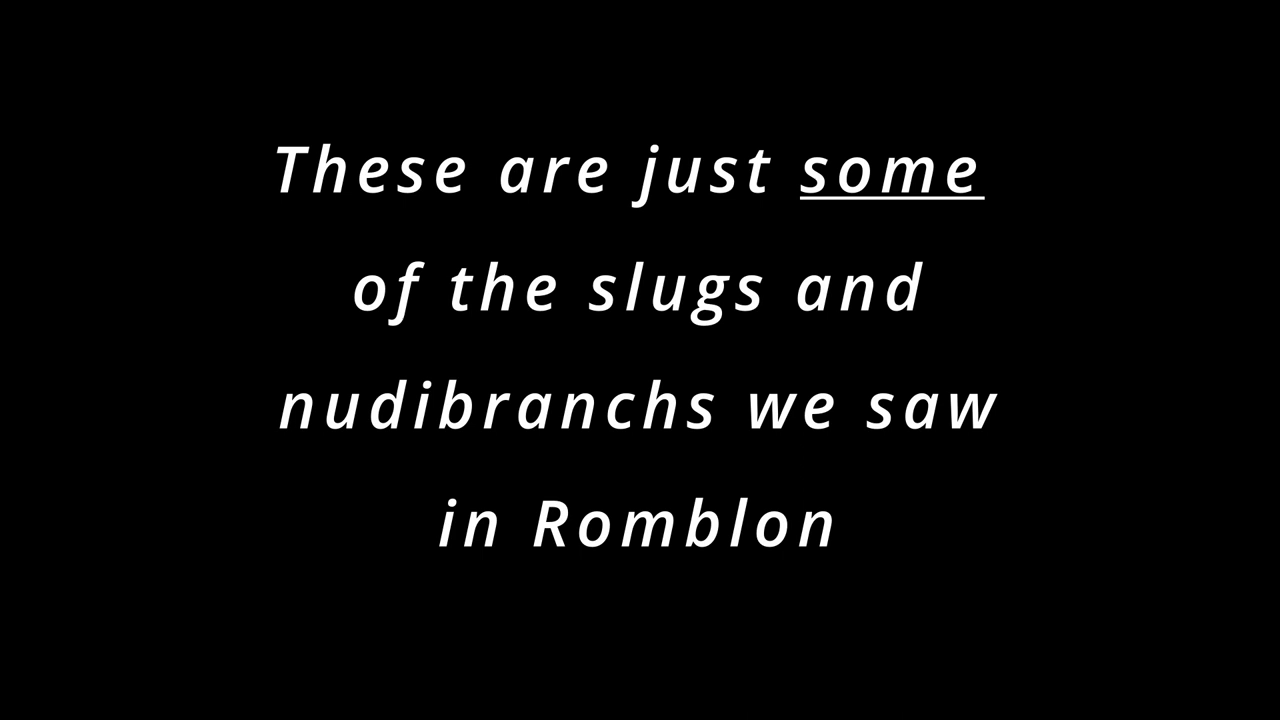 These are just some
of the slugs and
nudibranchs we saw
in Romblon